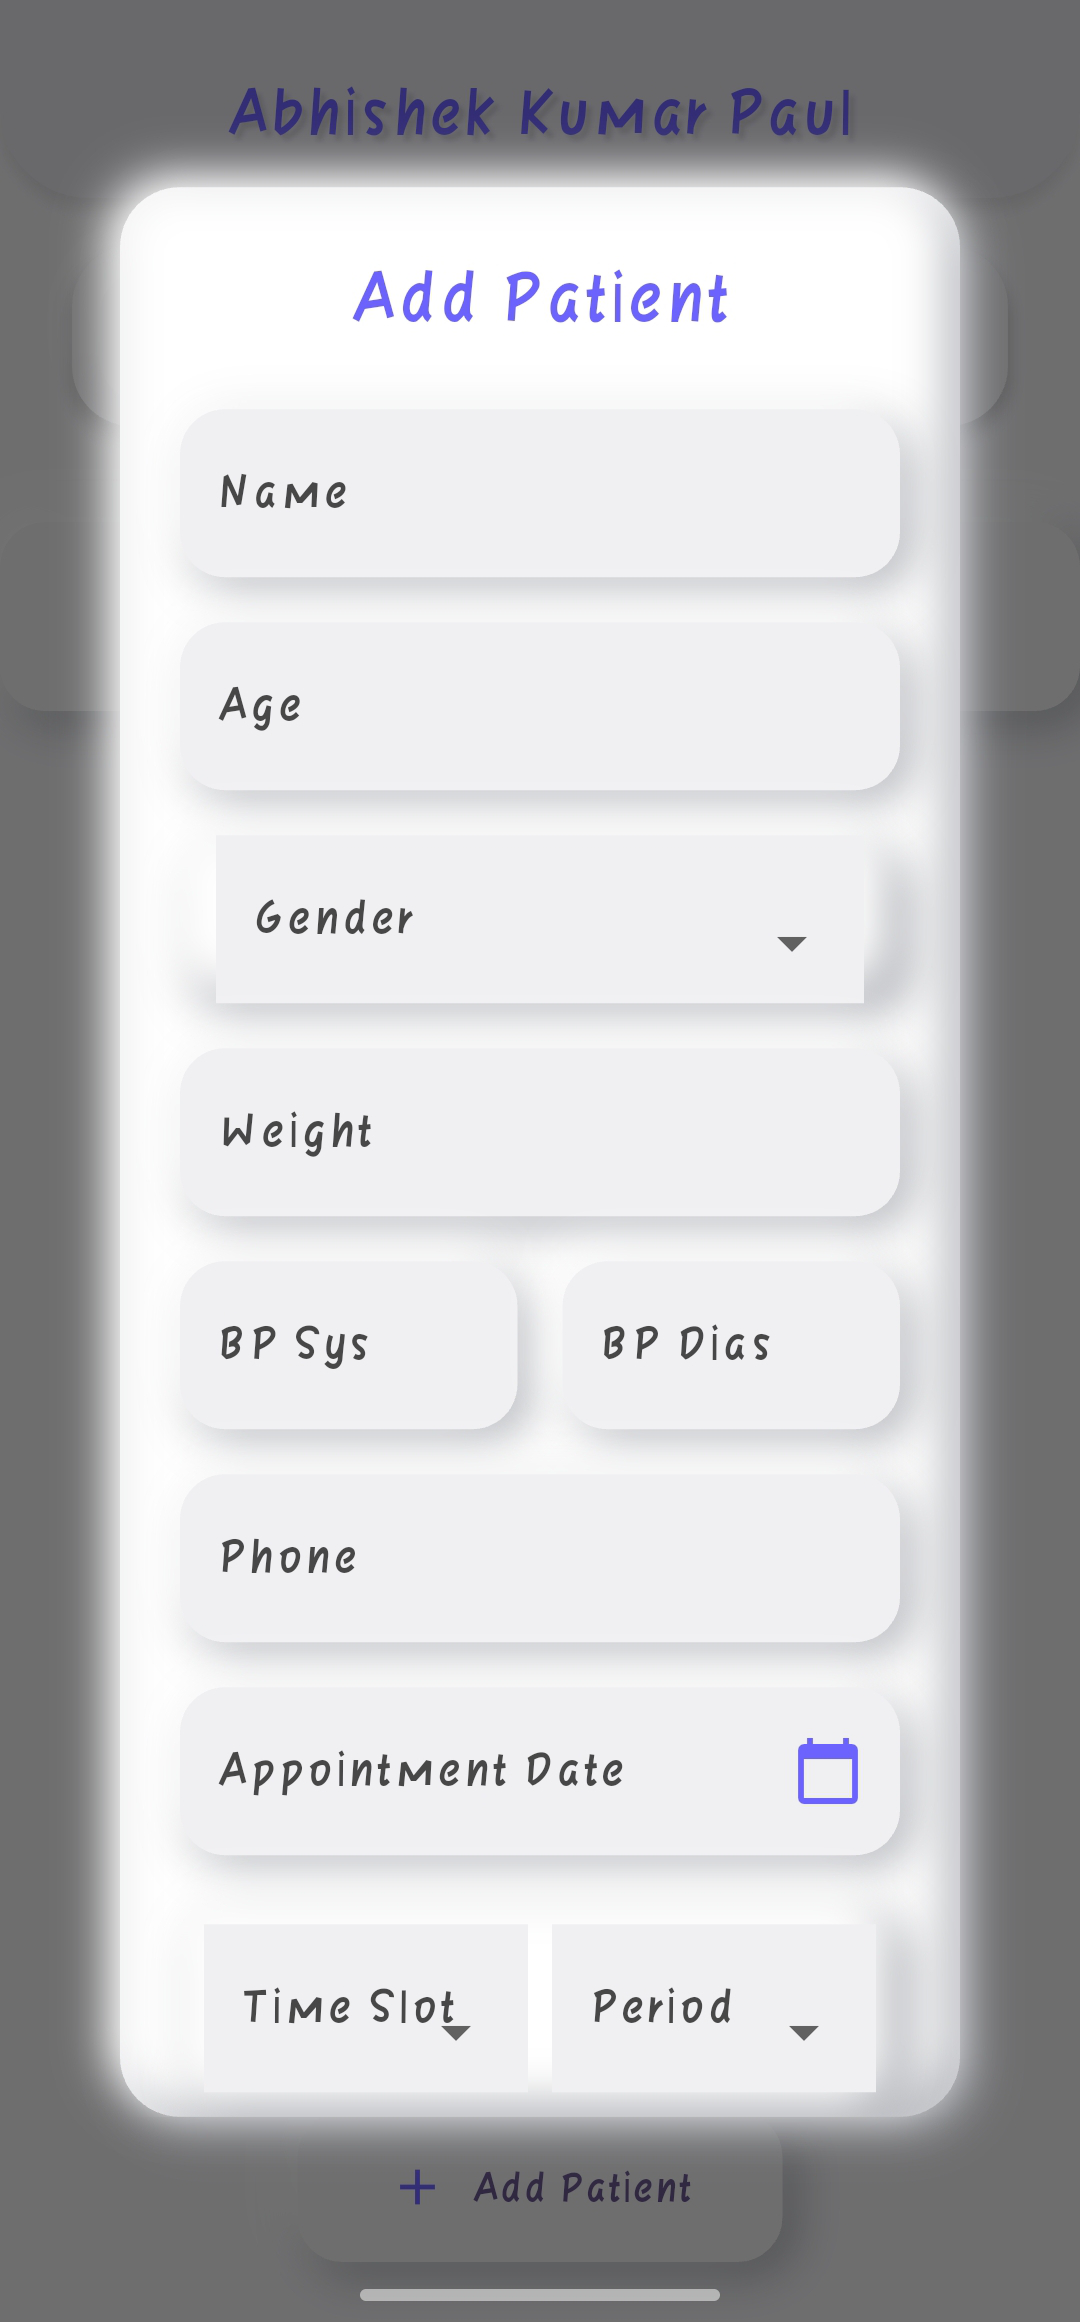 Abhishek Kumar Paul
Add Patient
Name
Age
Gender
Weight
BP Sys BP Dias
Phone
Appointment Date
Time Slot Period
Add Patient